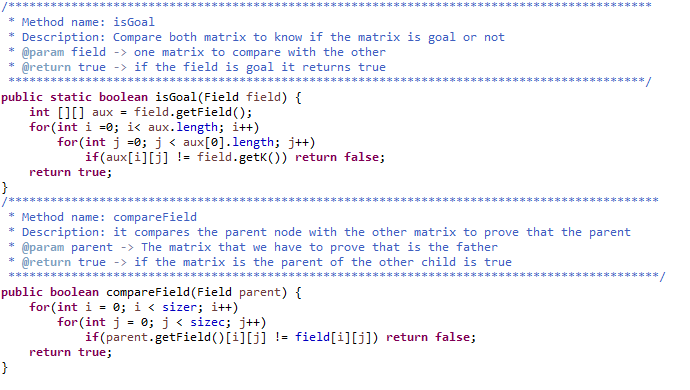 /*******************************************************************************************
 * Method name: isGoal
 * Description: Compare both matrix to know if the matrix is goal or not
 * @param field -> one matrix to compare with the other
 * @return true -> if the field is goal it returns true
 ******************************************************************************************/
public static boolean isGoal(Field field) {
    int [][] aux = field.getField();
    for(int i =0; i< aux.length; i++)
        for(int j =0; j < aux[0].length; j++)
            if(aux[i][j] != field.getK()) return false;
    return true;
}
/********************************************************************************************
 * Method name: compareField
 * Description: it compares the parent node with the other matrix to prove that the parent
 * @param parent -> The matrix that we have to prove that is the father
 * @return true -> if the matrix is the parent of the other child is true
 ********************************************************************************************/
public boolean compareField(Field parent) {
    for(int i = 0; i < sizer; i++)
        for(int j = 0; j < sizec; j++)
            if(parent.getField()[i][j] != field[i][j]) return false;
    return true;
}